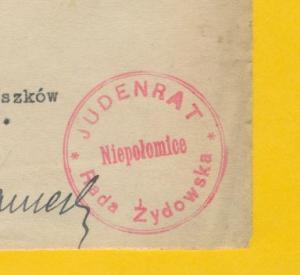 szków
.
* JUDENRAT *
Niepołomice
Rada Żydowska